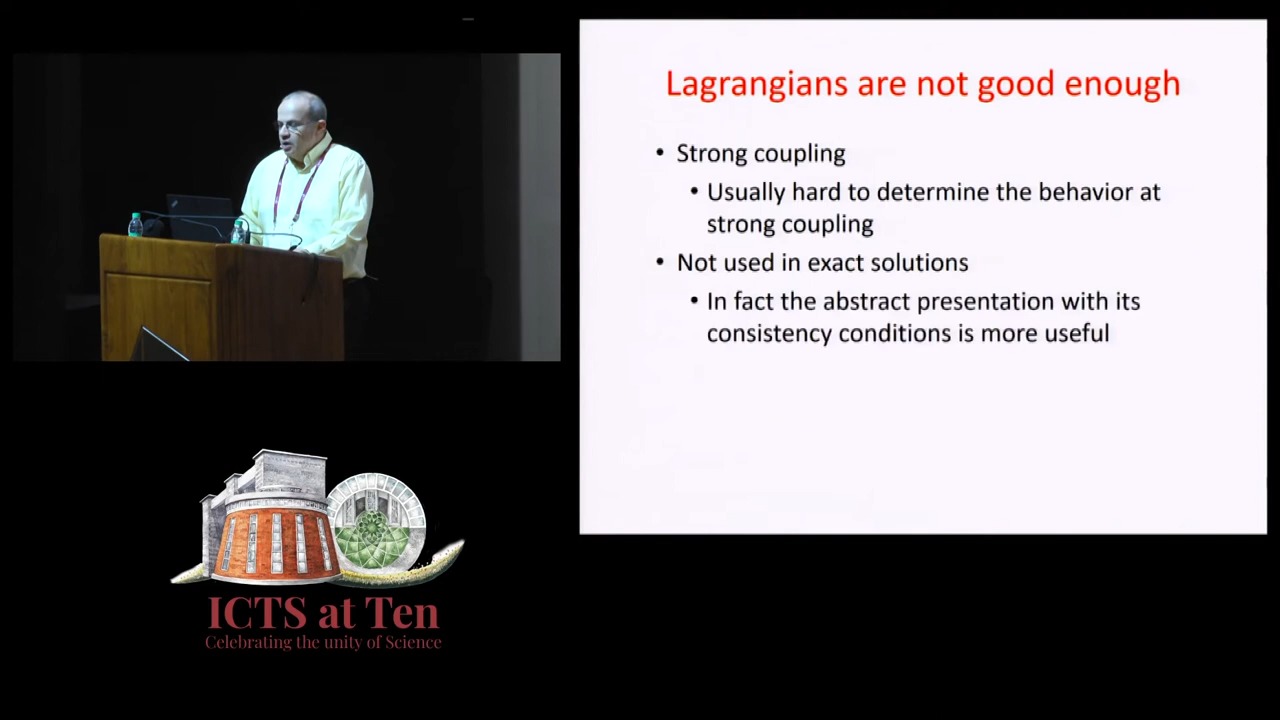 Lagrangians are not good enough
• Strong coupling
• Usually hard to determine the behavior at
strong coupling
• Not used in exact solutions
• In fact the abstract presentation with its
consistency conditions is more useful
ICTS at Ten
Celebrating the unity of Science